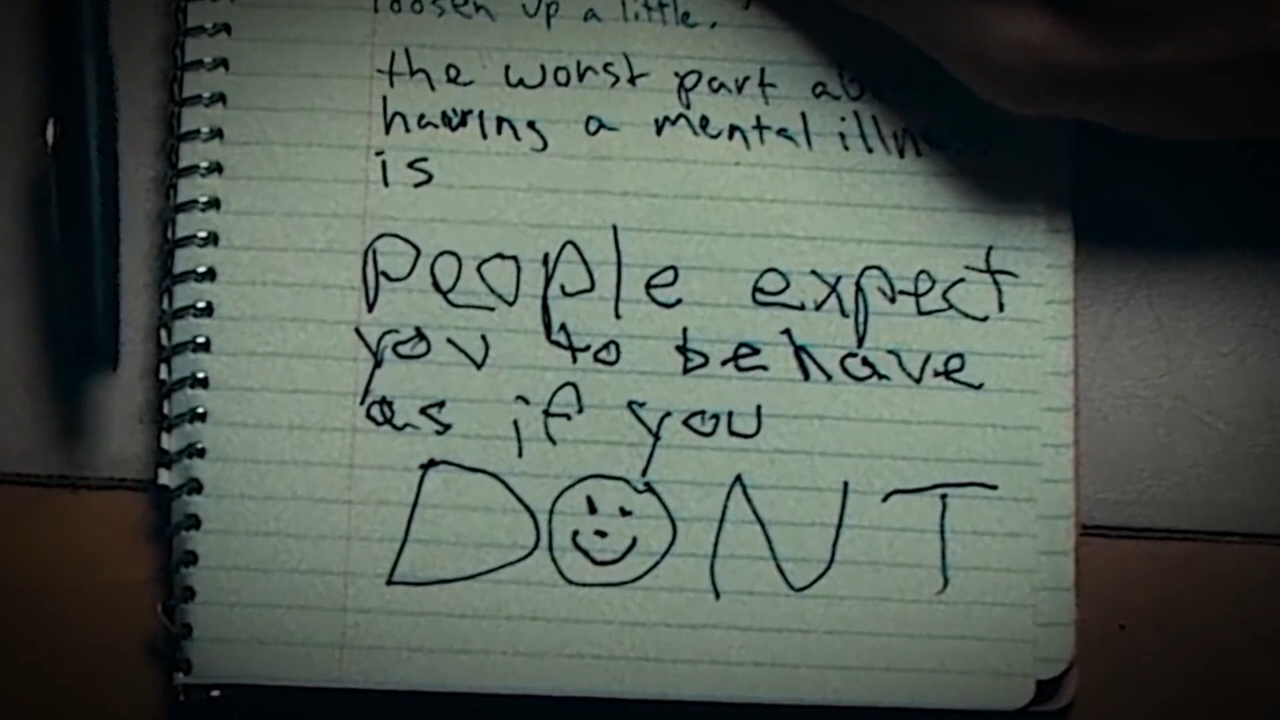 loosen up a little.
the worst part
having a mental
is
People expect
you to behave
as if you
DONT